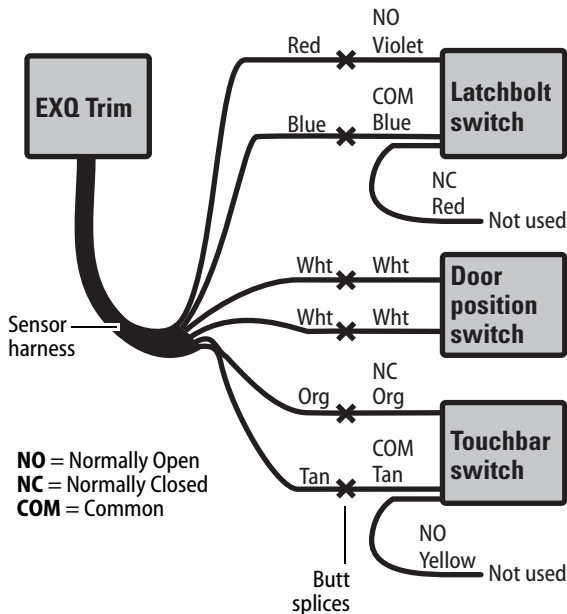 EXQ Trim
Red
NO
Violet
Blue
COM
Blue
Latchbolt
switch
NC
Red
Not used
Wht
Wht
Wht
Wht
Door
position
switch
Sensor
harness
Org
NC
Org
Tan
COM
Tan
Touchbar
switch
NO
Yellow
Not used
NO = Normally Open
NC = Normally Closed
COM = Common
Butt
splices